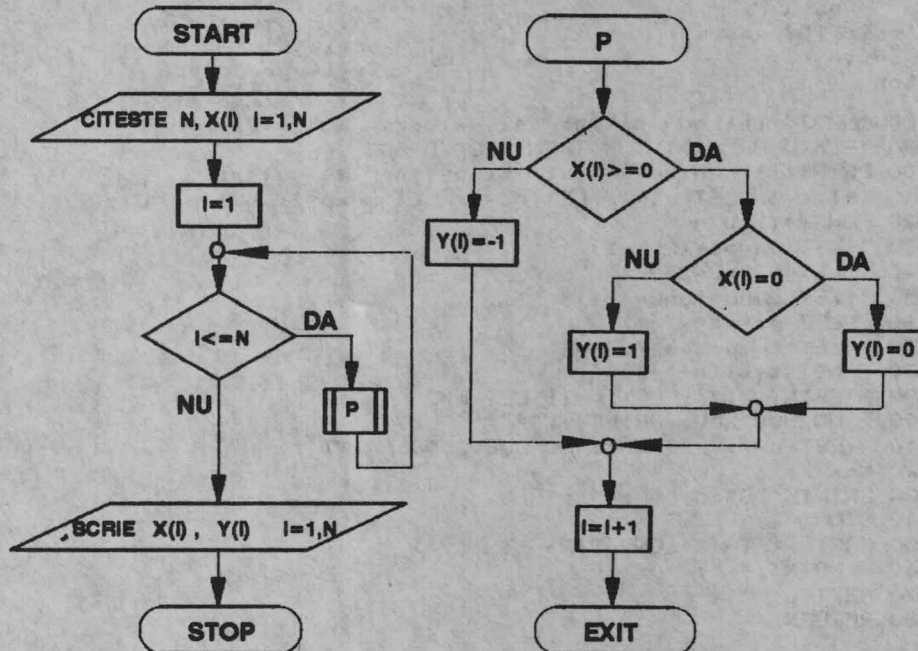 START
CITESTE N, X(I) I=1,N
I=1
I<=N
DA
NU
P
SCRIE X(I) , Y(I) I=1,N
STOP
P
X(I)>=0
NU
DA
Y(I)=-1
X(I)=0
NU
DA
Y(I)=1
Y(I)=0
I=I+1
EXIT